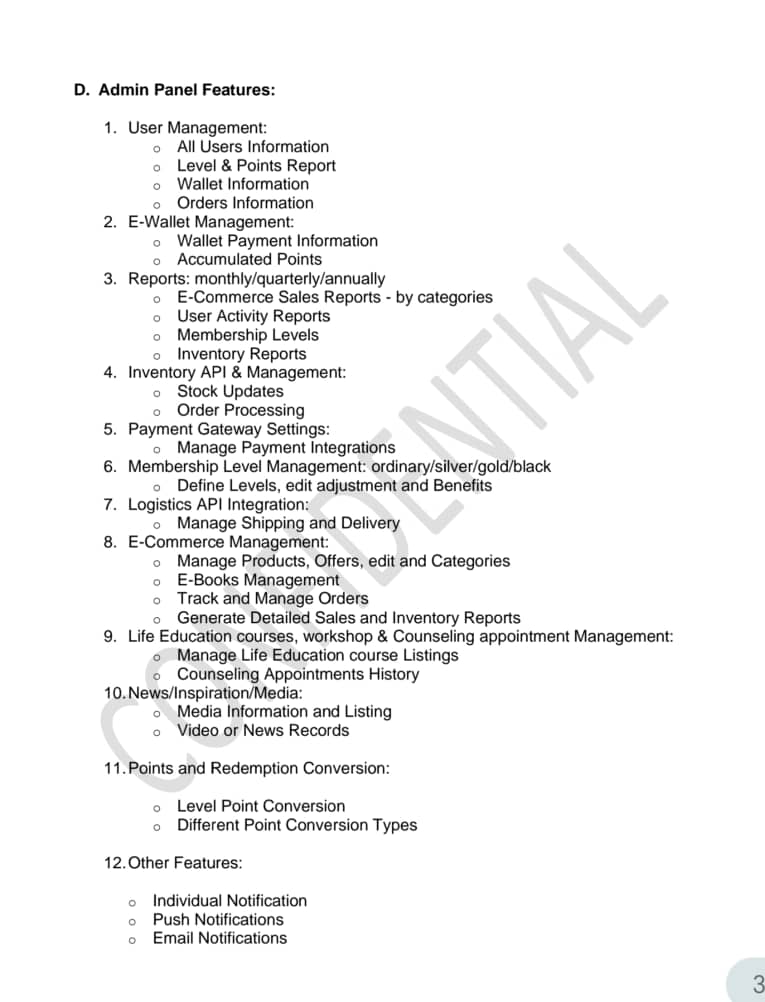 D. Admin Panel Features:
1. User Management:
o All Users Information
o Level & Points Report
o Wallet Information
o Orders Information
2. E-Wallet Management:
o Wallet Payment Information
o Accumulated Points
3. Reports: monthly/quarterly/annually
o E-Commerce Sales Reports - by categories
o User Activity Reports
o Membership Levels
o Inventory Reports
4. Inventory API & Management:
o Stock Updates
o Order Processing
5. Payment Gateway Settings:
o Manage Payment Integrations
6. Membership Level Management: ordinary/silver/gold/black
o Define Levels, edit adjustment and Benefits
7. Logistics API Integration:
o Manage Shipping and Delivery
8. E-Commerce Management:
o Manage Products, Offers, edit and Categories
o E-Books Management
o Track and Manage Orders
o Generate Detailed Sales and Inventory Reports
9. Life Education courses, workshop & Counseling appointment Management:
o Manage Life Education course Listings
o Counseling Appointments History
10. News/Inspiration/Media:
o Media Information and Listing
o Video or News Records
11. Points and Redemption Conversion:
o Level Point Conversion
o Different Point Conversion Types
12. Other Features:
o Individual Notification
o Push Notifications
o Email Notifications
CONFIDENTIAL
3